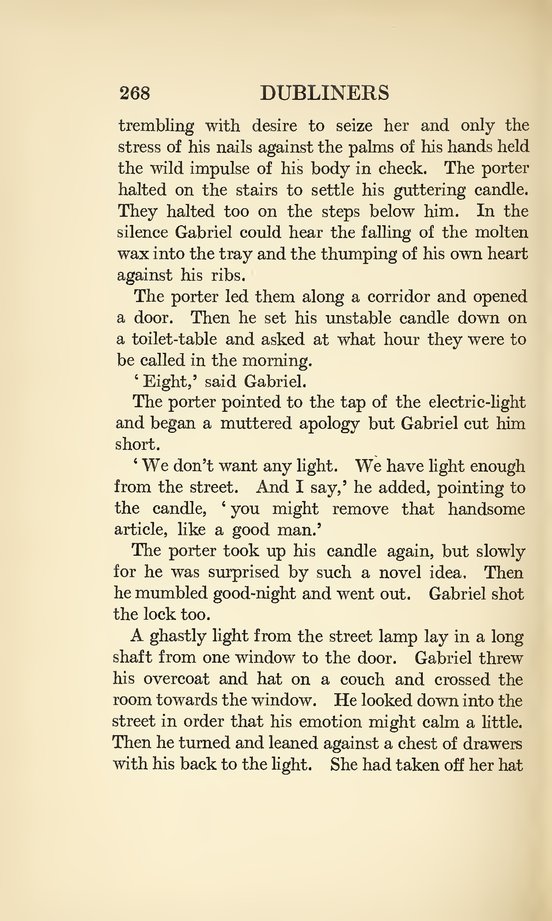 268 DUBLINERS
trembling with desire to seize her and only the
stress of his nails against the palms of his hands held
the wild impulse of his body in check. The porter
halted on the stairs to settle his guttering candle.
They halted too on the steps below him. In the
silence Gabriel could hear the falling of the molten
wax into the tray and the thumping of his own heart
against his ribs.
The porter led them along a corridor and opened
a door. Then he set his unstable candle down on
a toilet-table and asked at what hour they were to
be called in the morning.
‘ Eight,’ said Gabriel.
The porter pointed to the tap of the electric-light
and began a muttered apology but Gabriel cut him
short.
‘ We don’t want any light. We have light enough
from the street. And I say,’ he added, pointing to
the candle, ‘ you might remove that handsome
article, like a good man.’
The porter took up his candle again, but slowly
for he was surprised by such a novel idea. Then
he mumbled good-night and went out. Gabriel shot
the lock too.
A ghastly light from the street lamp lay in a long
shaft from one window to the door. Gabriel threw
his overcoat and hat on a couch and crossed the
room towards the window. He looked down into the
street in order that his emotion might calm a little.
Then he turned and leaned against a chest of drawers
with his back to the light. She had taken off her hat